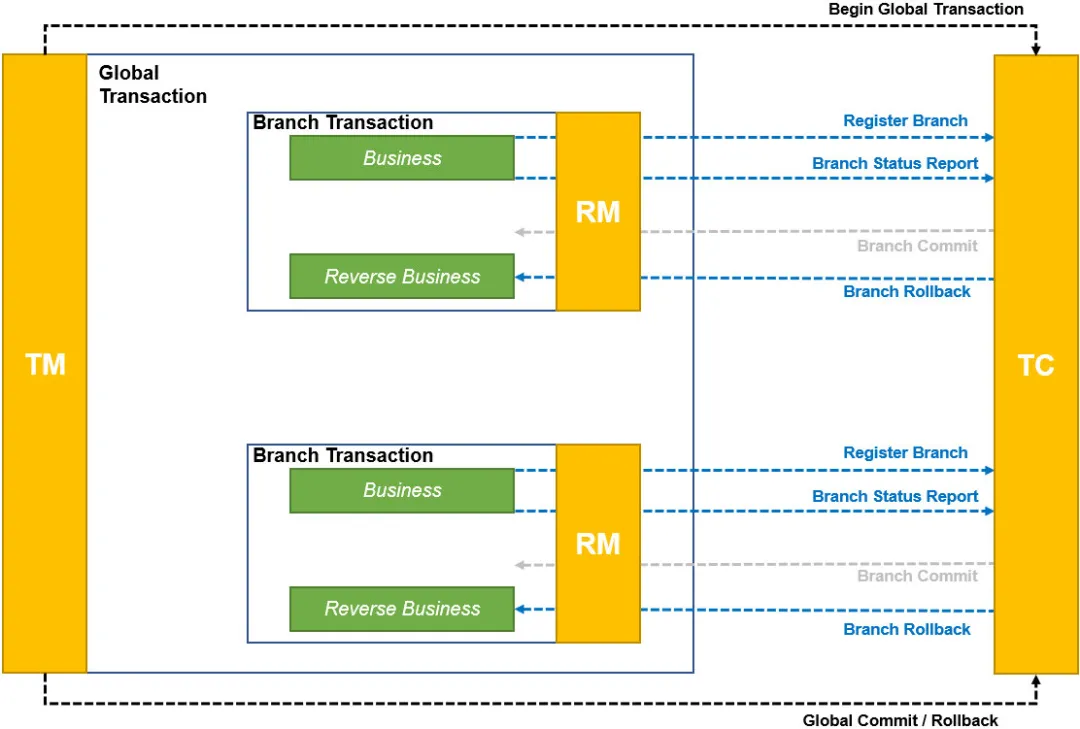 Begin Global Transaction
Global
Transaction
Branch Transaction
Business
Register Branch
Branch Status Report
RM
Branch Commit
Reverse Business
Branch Rollback
TM
TC
Branch Transaction
Business
Register Branch
Branch Status Report
RM
Branch Commit
Reverse Business
Branch Rollback
Global Commit / Rollback